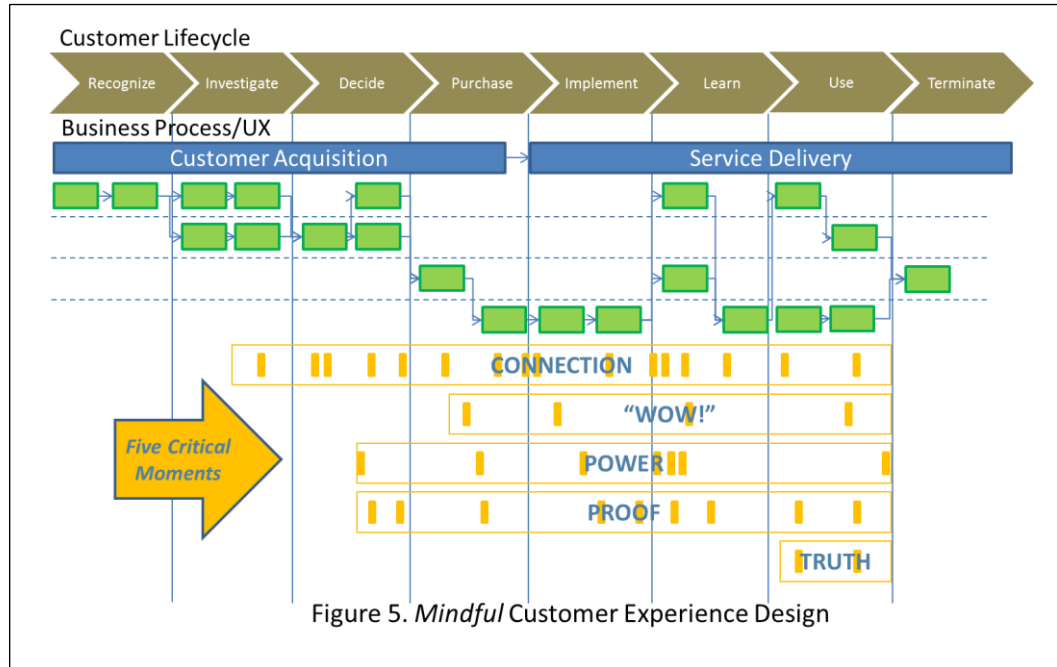 Customer Lifecycle
Recognize Investigate Decide Purchase Implement Learn Use Terminate
Business Process/UX
Customer Acquisition Service Delivery
CONNECTION
“WOW!”
Five Critical
Moments
POWER
PROOF
TRUTH
Figure 5. Mindful Customer Experience Design